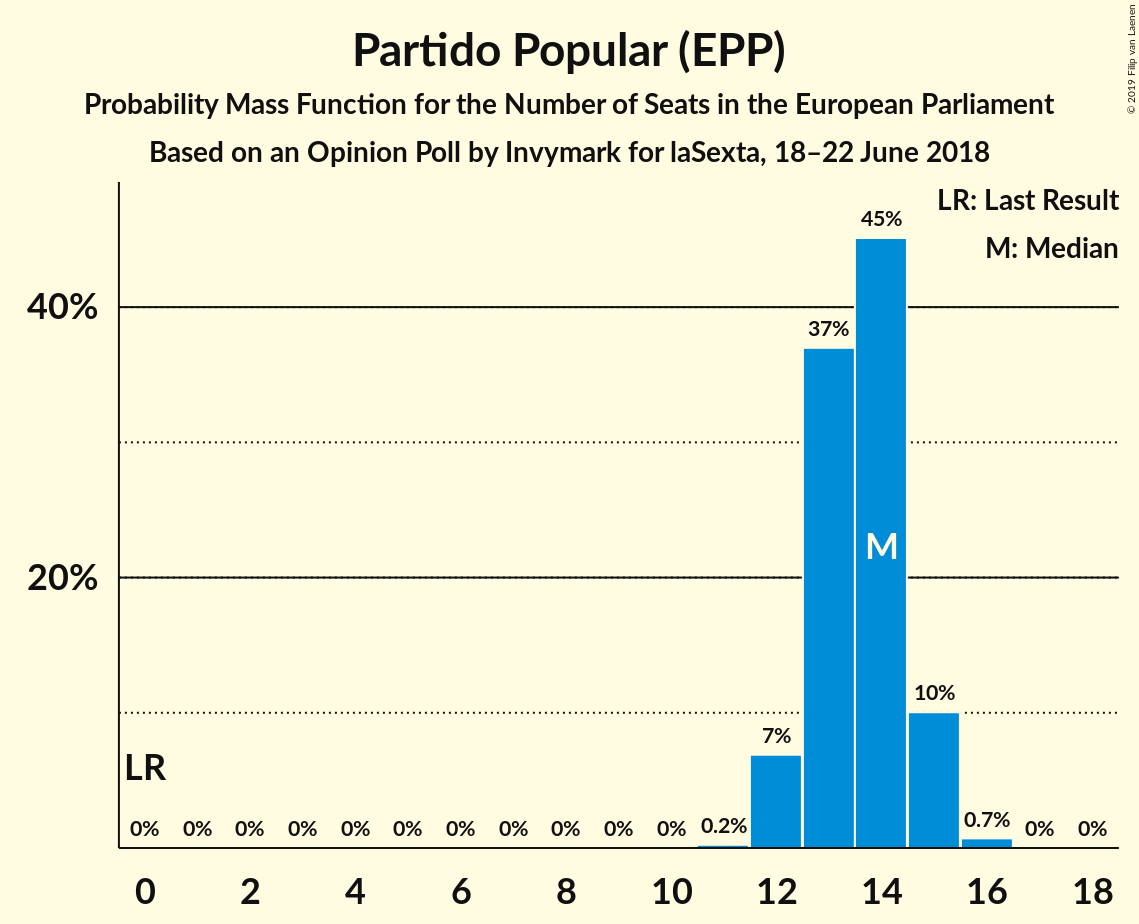 Partido Popular (EPP)
Probability Mass Function for the Number of Seats in the European Parliament
Based on an Opinion Poll by Invymark for laSexta, 18–22 June 2018
© 2019 Filip van Laenen
LR: Last Result
M: Median
45%
40%
37%
M
20%
10%
7%
LR
0% 0% 0% 0% 0% 0% 0% 0% 0% 0% 0% 0.2% 0.7% 0% 0%
0 2 4 6 8 10 12 14 16 18